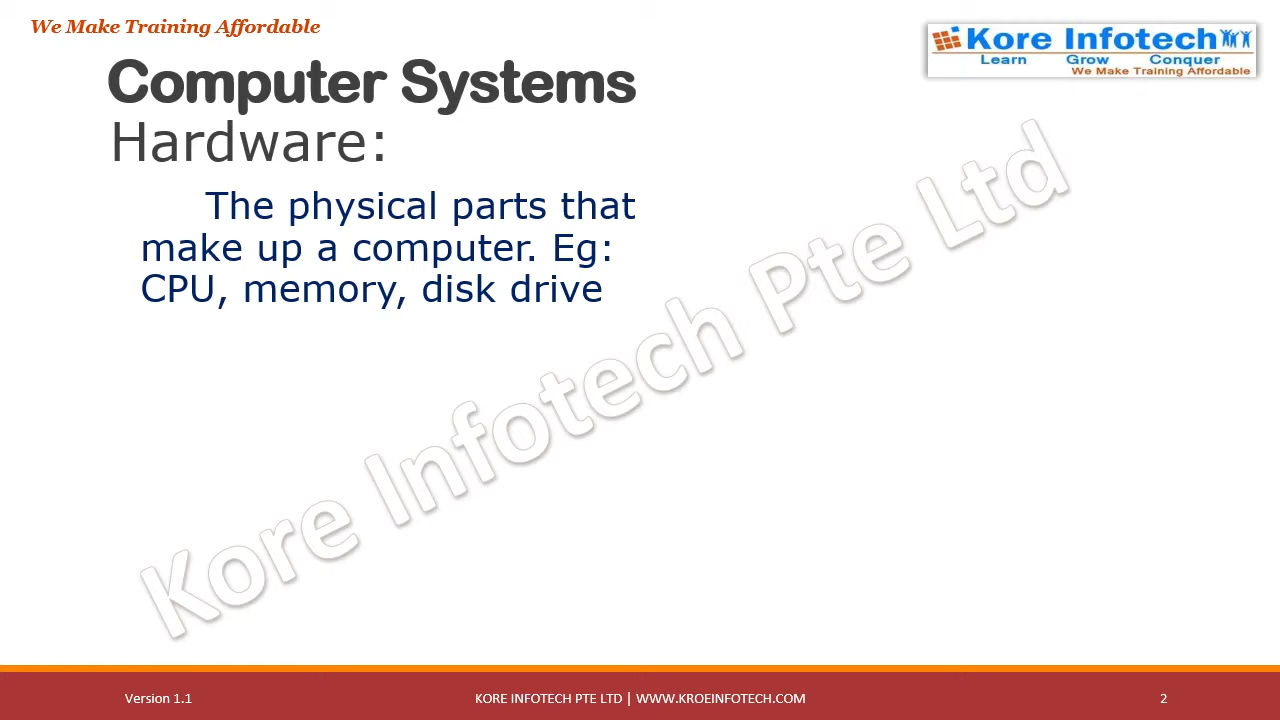 We Make Training Affordable
Kore Infotech
Learn Grow Conquer
We Make Training Affordable
Computer Systems
Hardware:
The physical parts that
make up a computer. Eg:
CPU, memory, disk drive
Kore Infotech Pte Ltd
Version 1.1
KORE INFOTECH PTE LTD | WWW.KROEINFOTECH.COM
2